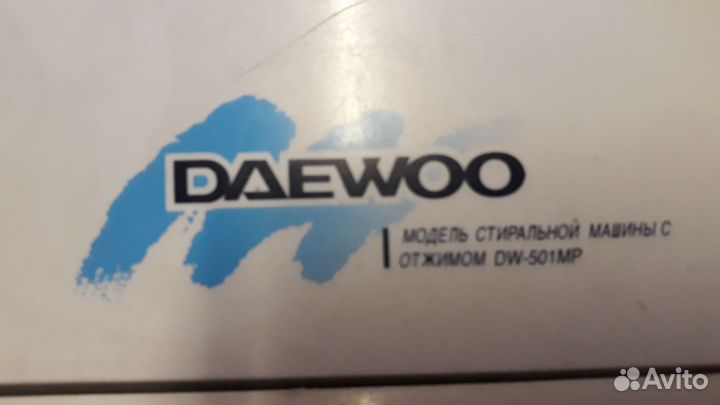 DAEWOO
МОДЕЛЬ СТИРАЛЬНОЙ МАШИНЫ С
ОТЖИМОМ DW-501MP
Avito